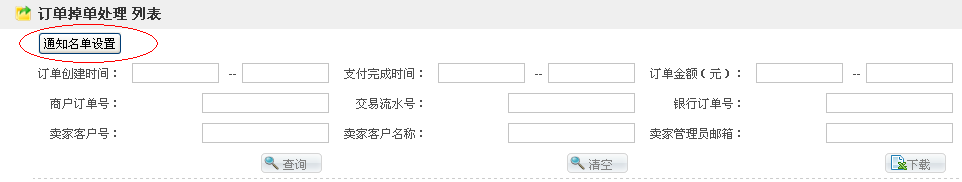 订单掉单处理 列表
通知名单设置
订单创建时间： -- 支付完成时间： -- 订单金额（元）： --
商户订单号： 交易流水号： 银行订单号：
卖家客户号： 卖家客户名称： 卖家管理员邮箱：
查询 清空 下载